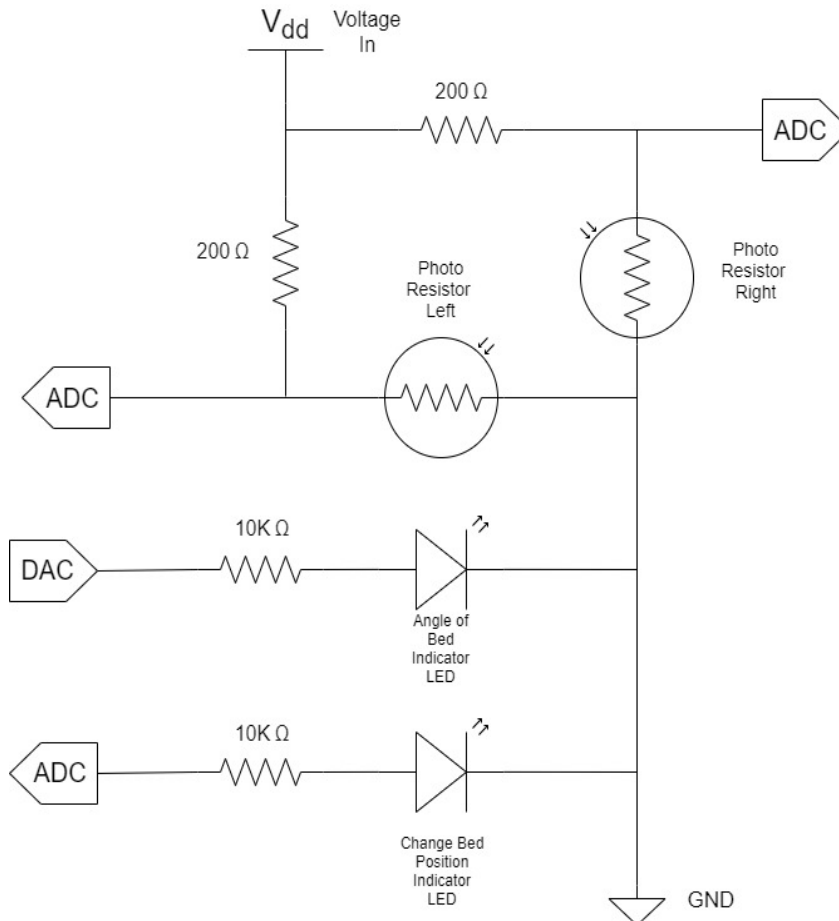 Vdd
Voltage
In
200 Ω
ADC
200 Ω
Photo
Resistor
Left
Photo
Resistor
Right
ADC
10K Ω
DAC
Angle of
Bed
Indicator
LED
10K Ω
ADC
Change Bed
Position
Indicator
LED
GND